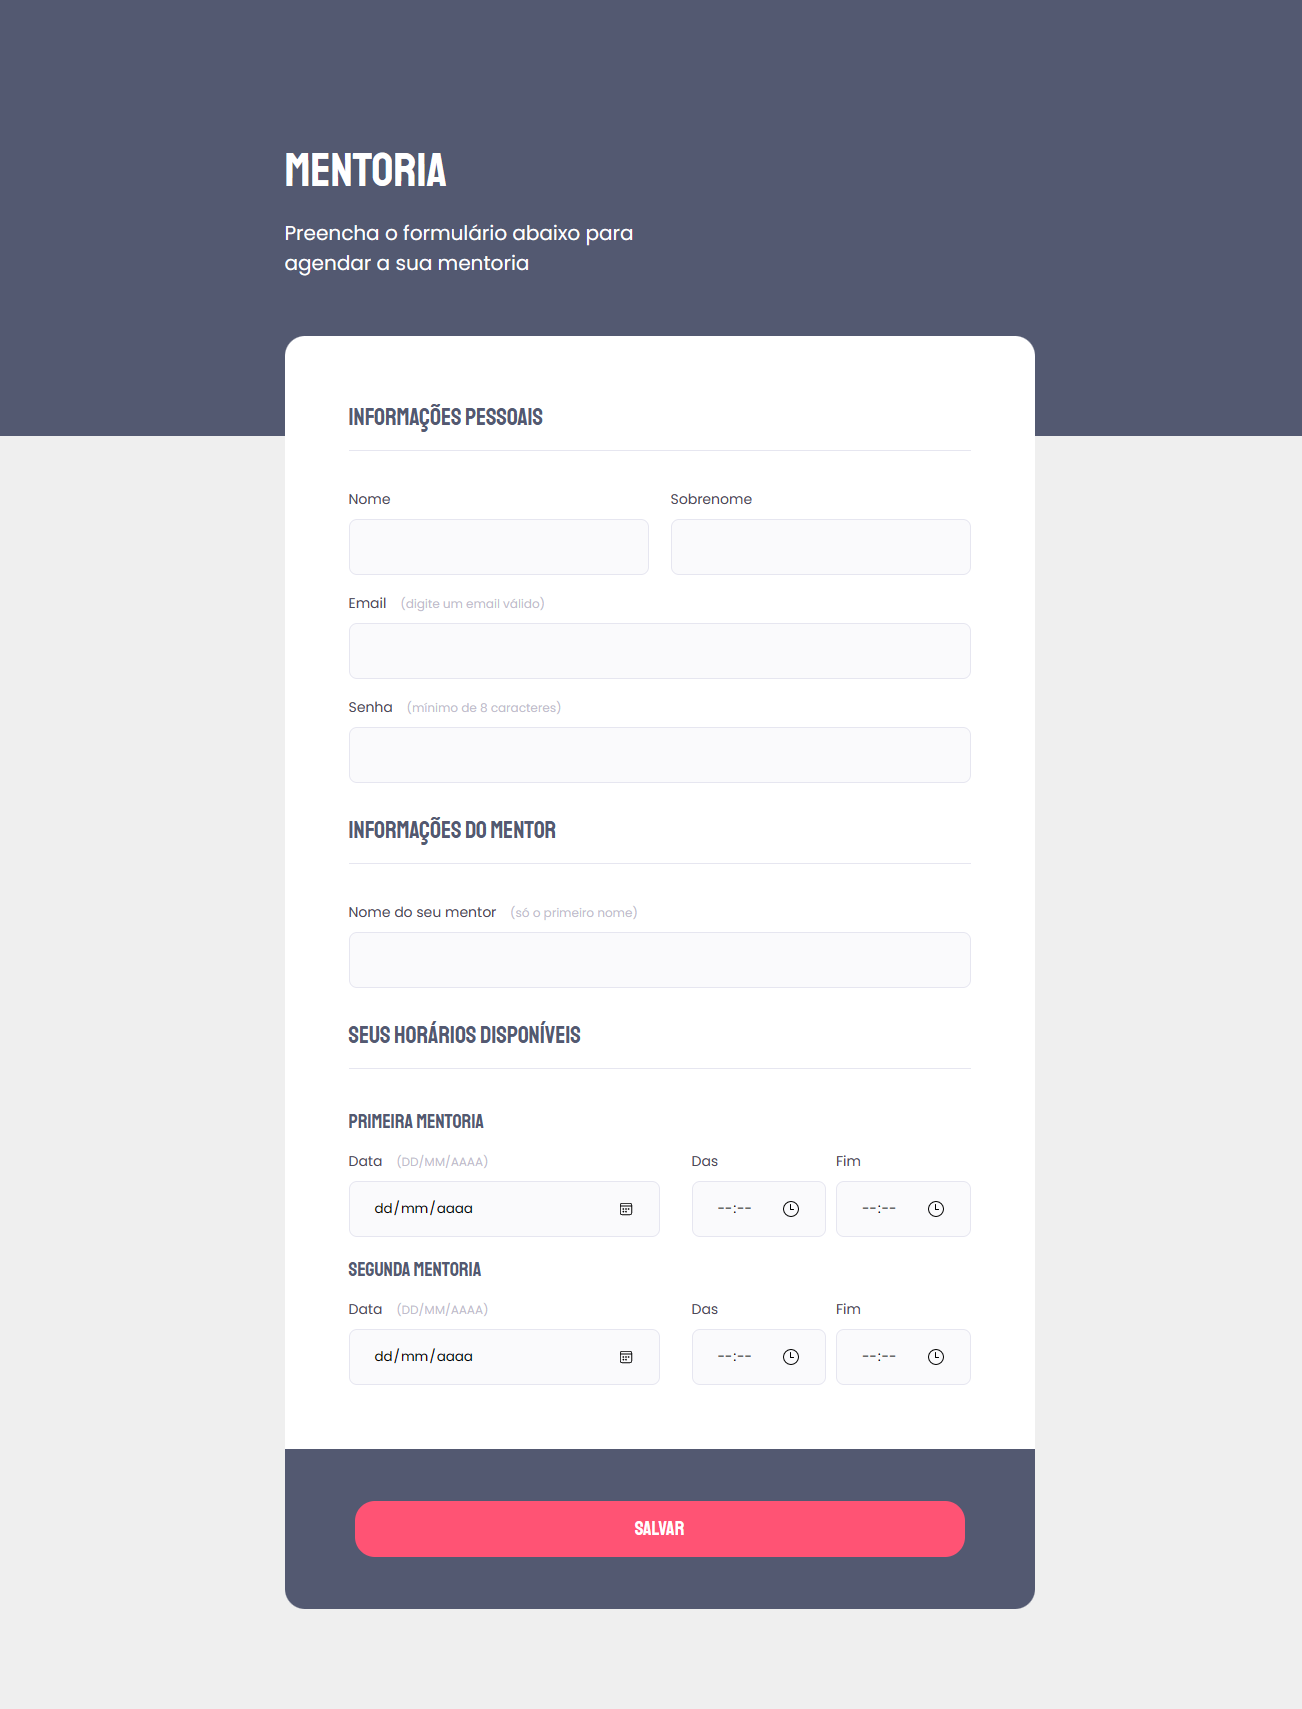 MENTORIA
Preencha o formulário abaixo para
agendar a sua mentoria
INFORMAÇÕES PESSOAIS
Nome Sobrenome
Email (digite um email válido)
Senha (mínimo de 8 caracteres)
INFORMAÇÕES DO MENTOR
Nome do seu mentor (só o primeiro nome)
SEUS HORÁRIOS DISPONÍVEIS
PRIMEIRA MENTORIA
Data (DD/MM/AAAA) Das Fim
dd/mm/aaaa --:-- --:--
SEGUNDA MENTORIA
Data (DD/MM/AAAA) Das Fim
dd/mm/aaaa --:-- --:--
SALVAR